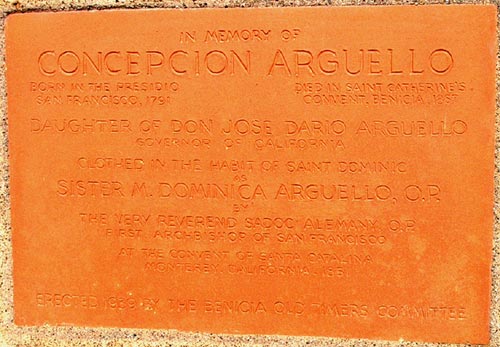 IN MEMORY OF
CONCEPCION ARGUELLO
BORN IN THE PRESIDIO DIED IN SAINT CATHERINE'S
SAN FRANCISCO, 1791 CONVENT, BENICIA, 1857
DAUGHTER OF DON JOSE DARIO ARGUELLO
GOVERNOR OF CALIFORNIA
CLOTHED IN THE HABIT OF SAINT DOMINIC
AS
SISTER M. DOMINICA ARGUELLO, O.P.
BY
THE VERY REVEREND SADOC ALEMANY, O.P.
FIRST ARCHBISHOP OF SAN FRANCISCO
AT THE CONVENT OF SANTA CATALINA
MONTEREY, CALIFORNIA, 1851
ERECTED BY THE BENICIA OLD TIMERS COMMITTEE